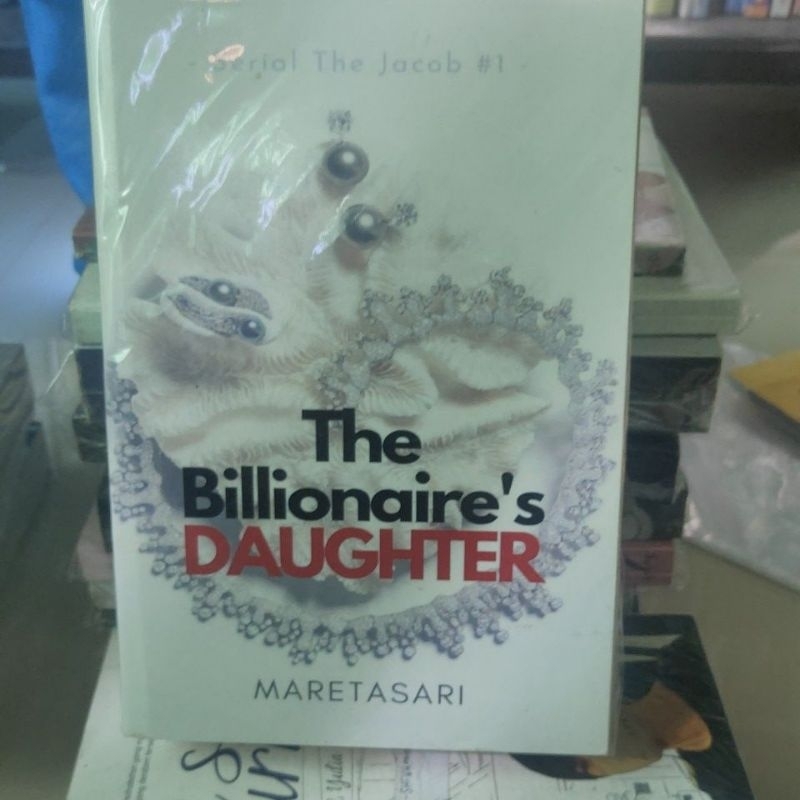 - Serial The Jacob #1 -
The
Billionaire's
DAUGHTER
MARETASARI